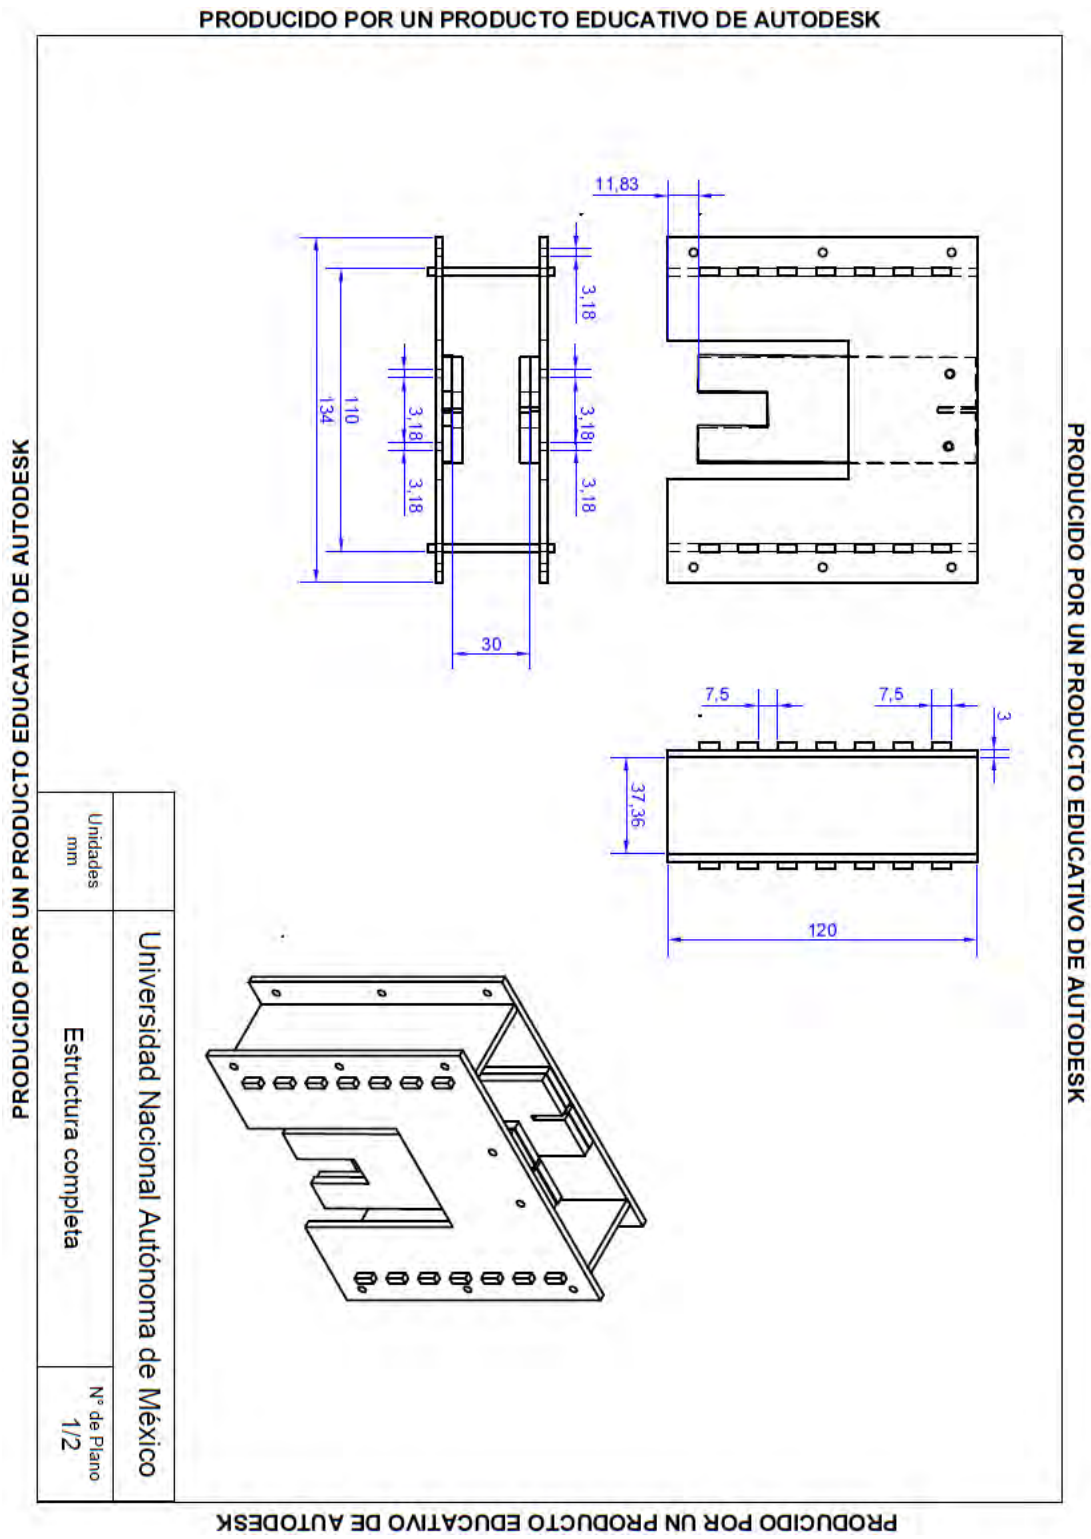 PRODUCIDO POR UN PRODUCTO EDUCATIVO DE AUTODESK
PRODUCIDO POR UN PRODUCTO EDUCATIVO DE AUTODESK
PRODUCIDO POR UN PRODUCTO EDUCATIVO DE AUTODESK
11,83
3,18
3,18
3,18
3,18
3,18
110
134
30
7,5
7,5
3
37,36
120
Universidad Nacional Autónoma de México
Unidades
mm
Estructura completa
N° de Plano
1/2
PRODUCIDO POR UN PRODUCTO EDUCATIVO DE AUTODESK